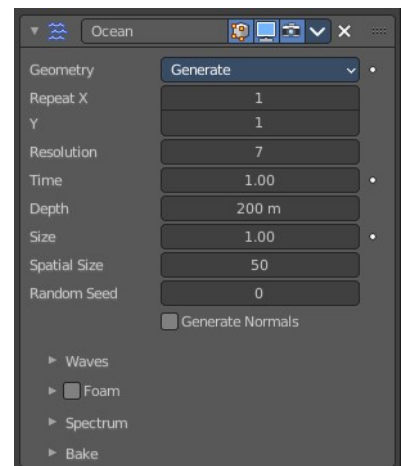 Ocean
Geometry Generate
Repeat X 1
Y 1
Resolution 7
Time 1.00
Depth 200 m
Size 1.00
Spatial Size 50
Random Seed 0
Generate Normals
Waves
Foam
Spectrum
Bake